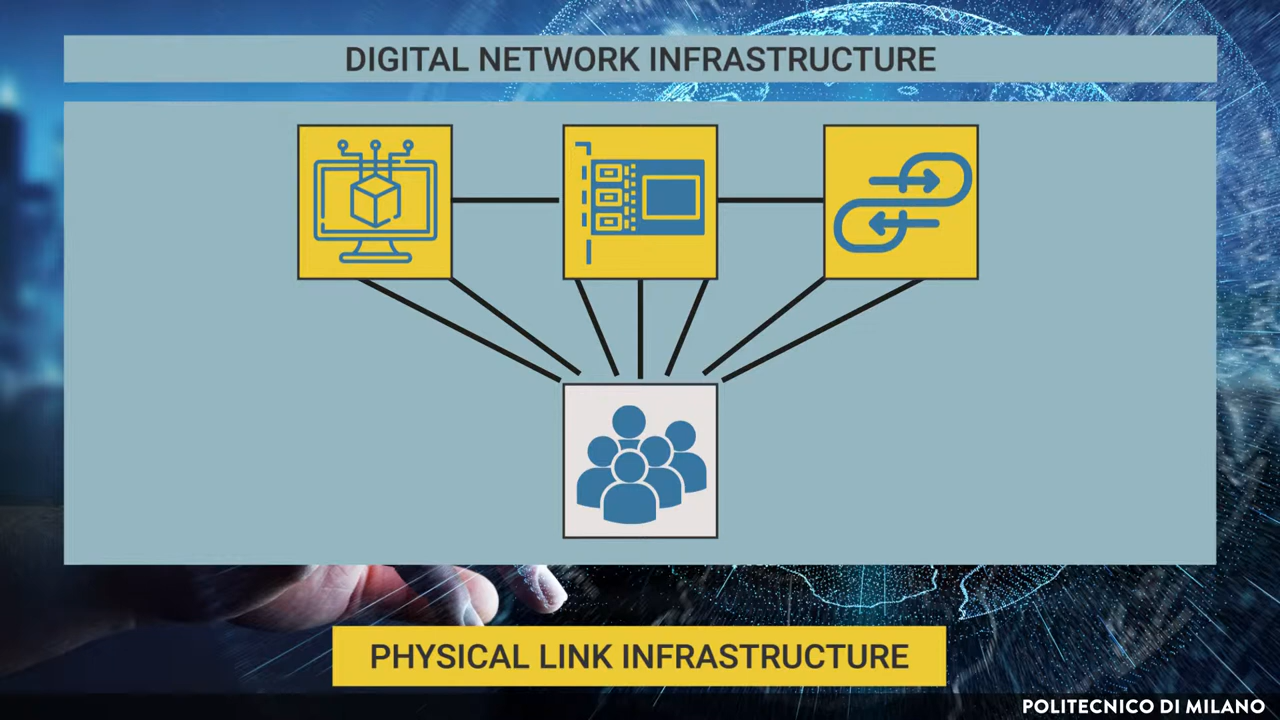 DIGITAL NETWORK INFRASTRUCTURE
PHYSICAL LINK INFRASTRUCTURE
POLITECNICO DI MILANO